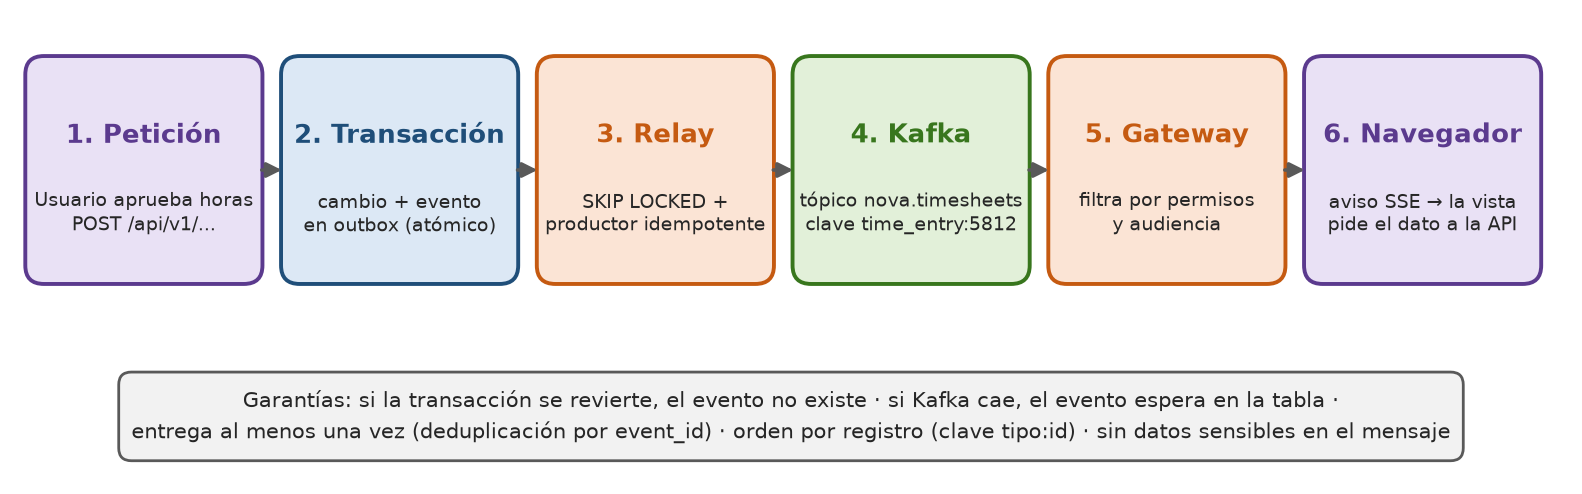 1. Petición
Usuario aprueba horas
POST /api/v1/...
2. Transacción
cambio + evento
en outbox (atómico)
3. Relay
SKIP LOCKED +
productor idempotente
4. Kafka
tópico nova.timesheets
clave time_entry:5812
5. Gateway
filtra por permisos
y audiencia
6. Navegador
aviso SSE → la vista
pide el dato a la API
Garantías: si la transacción se revierte, el evento no existe · si Kafka cae, el evento espera en la tabla ·
entrega al menos una vez (deduplicación por event_id) · orden por registro (clave tipo:id) · sin datos sensibles en el mensaje